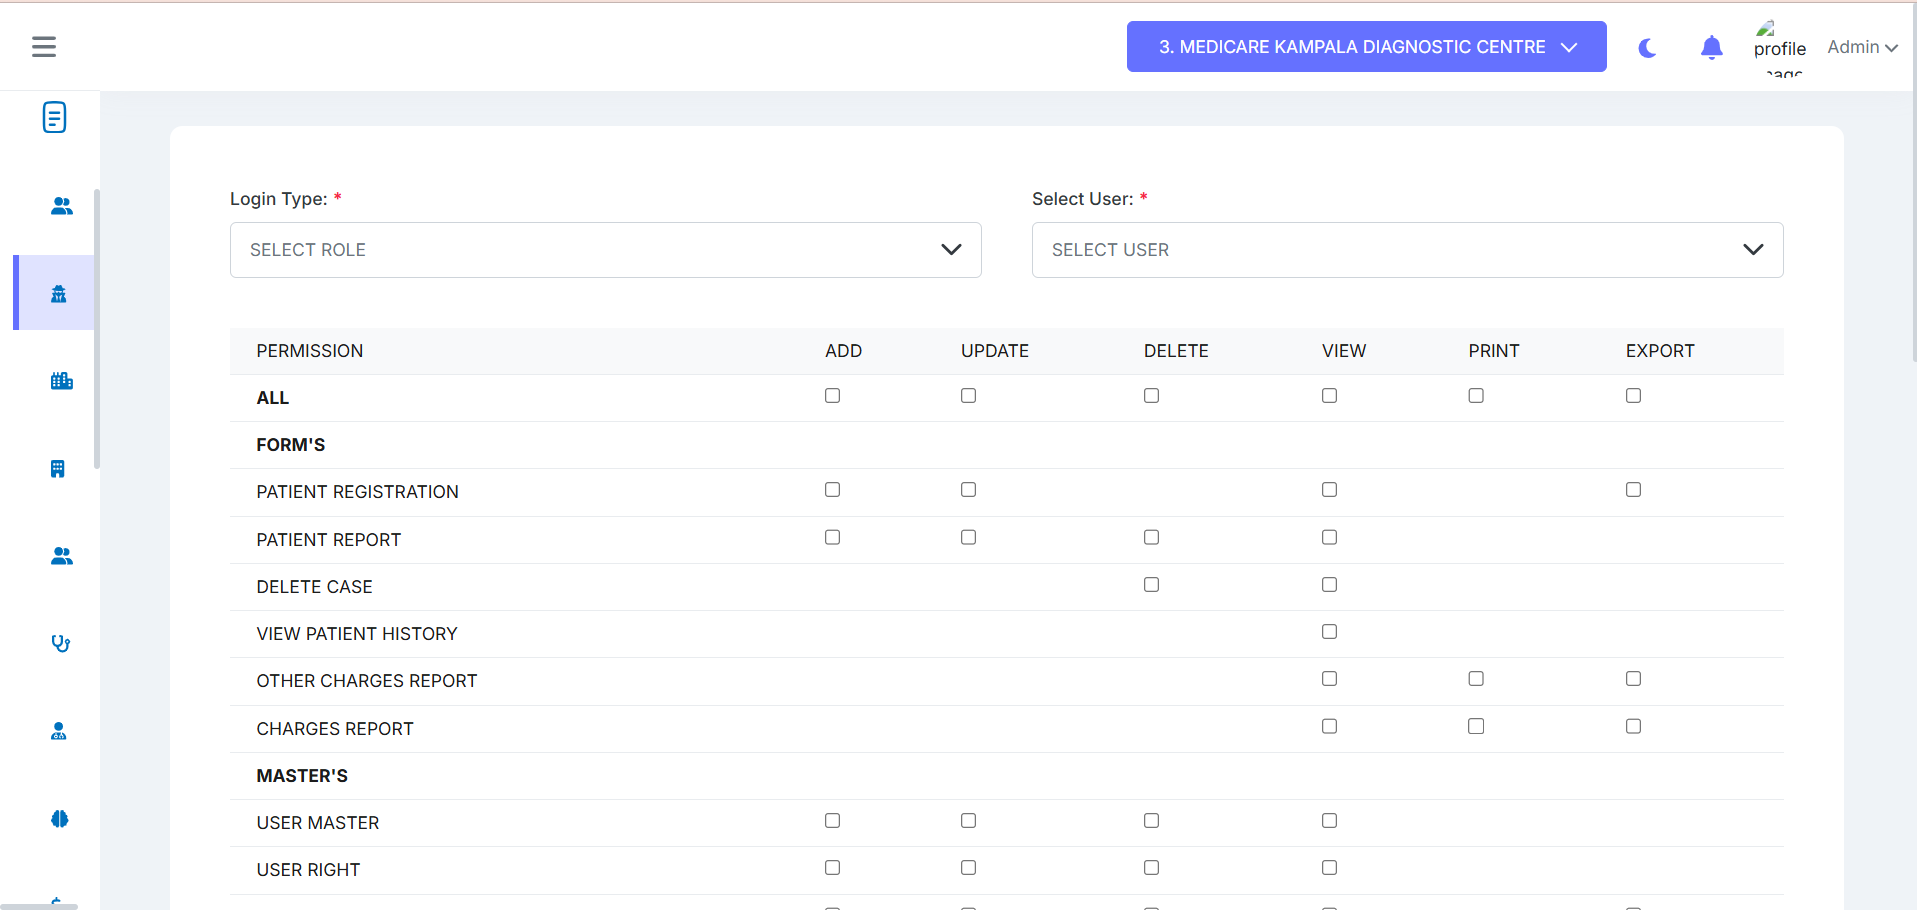 3. MEDICARE KAMPALA DIAGNOSTIC CENTRE
profile
Admin
Login Type: *
Select User: *
SELECT ROLE
SELECT USER
PERMISSION ADD UPDATE DELETE VIEW PRINT EXPORT
ALL
FORM'S
PATIENT REGISTRATION
PATIENT REPORT
DELETE CASE
VIEW PATIENT HISTORY
OTHER CHARGES REPORT
CHARGES REPORT
MASTER'S
USER MASTER
USER RIGHT